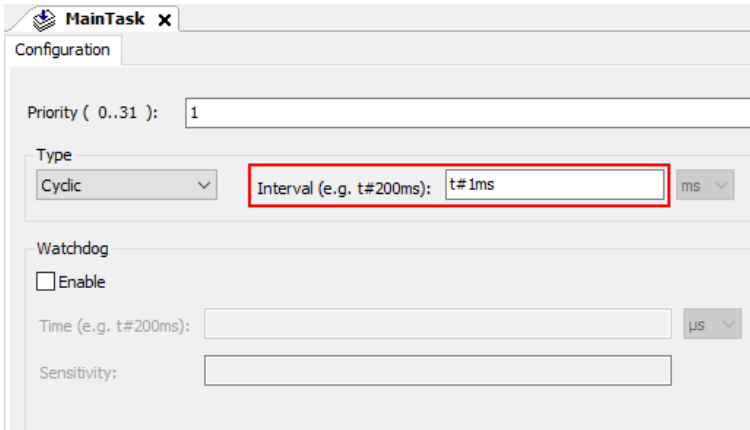 MainTask x
Configuration
Priority ( 0..31 ): 1
Type
Cyclic Interval (e.g. t#200ms): t#1ms ms
Watchdog
Enable
Time (e.g. t#200ms): µs
Sensitivity: